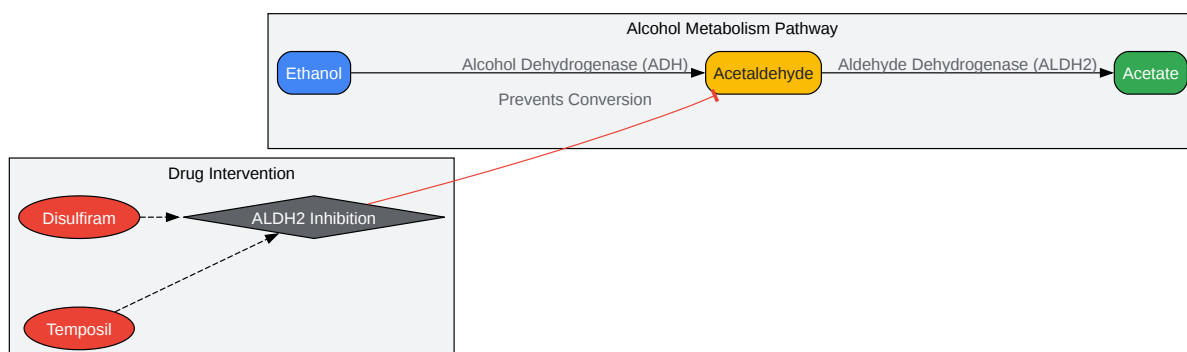 Alcohol Metabolism Pathway
Ethanol
Alcohol Dehydrogenase (ADH)
Acetaldehyde
Aldehyde Dehydrogenase (ALDH2)
Acetate
Prevents Conversion
Drug Intervention
Disulfiram
ALDH2 Inhibition
Temposil